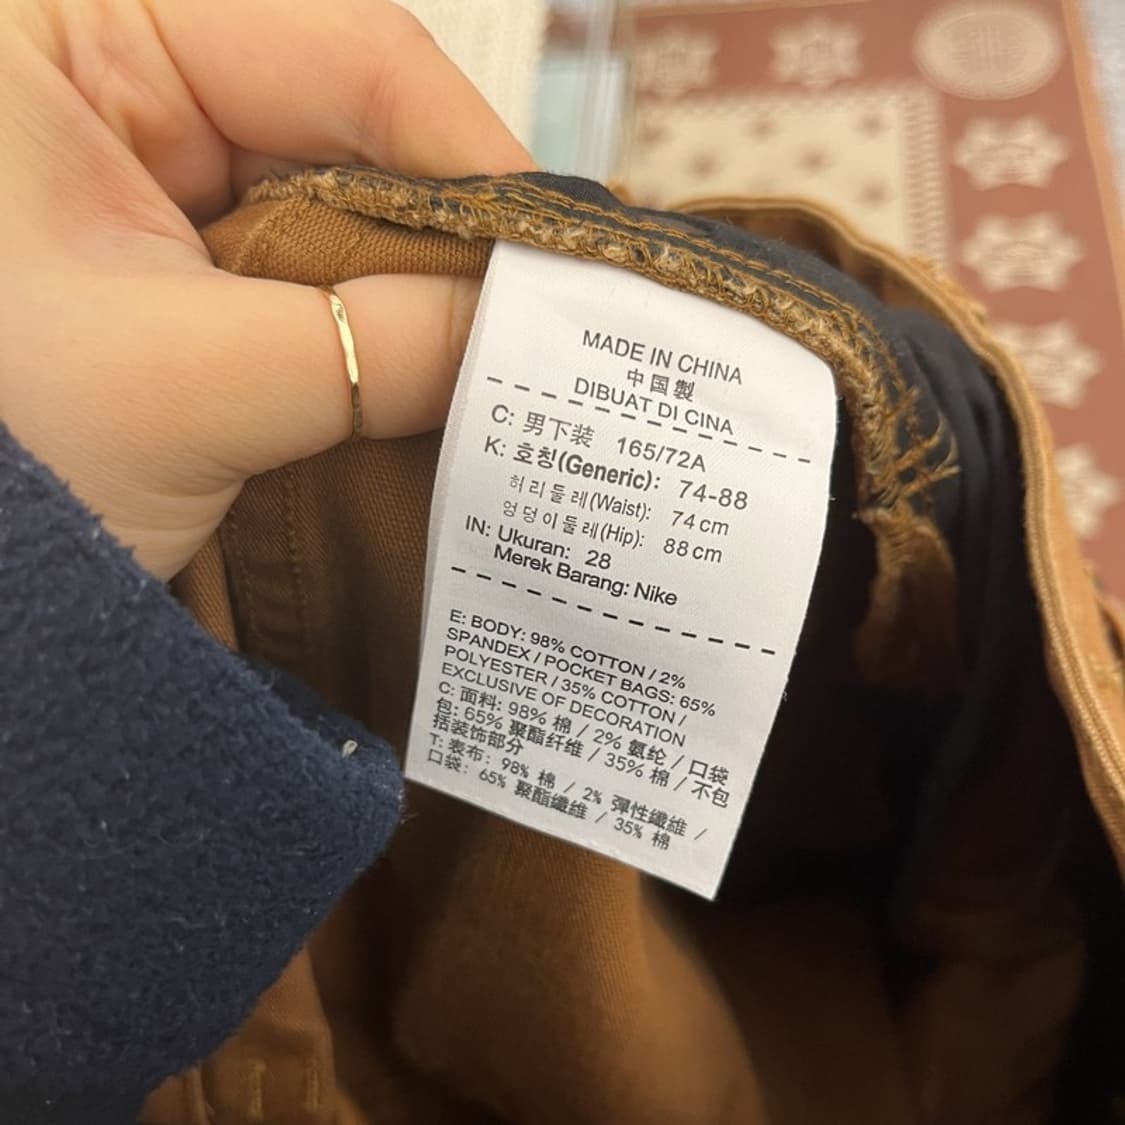 MADE IN CHINA
中国製
DIBUAT DI CINA
C: 男下装 165/72A
K: 호칭(Generic): 74-88
허리둘레(Waist): 74cm
엉덩이둘레(Hip): 88cm
IN: Ukuran: 28
Merek Barang: Nike
E: BODY: 98% COTTON / 2%
SPANDEX / POCKET BAGS: 65%
POLYESTER / 35% COTTON /
EXCLUSIVE OF DECORATION
C: 面料: 98% 棉 / 2% 氨纶 / 口袋
包: 65% 聚酯纤维 / 35% 棉 / 不包
括装饰部分
T: 表布: 98% 棉 / 2% 彈性纖維 /
口袋: 65% 聚酯纖維 / 35% 棉